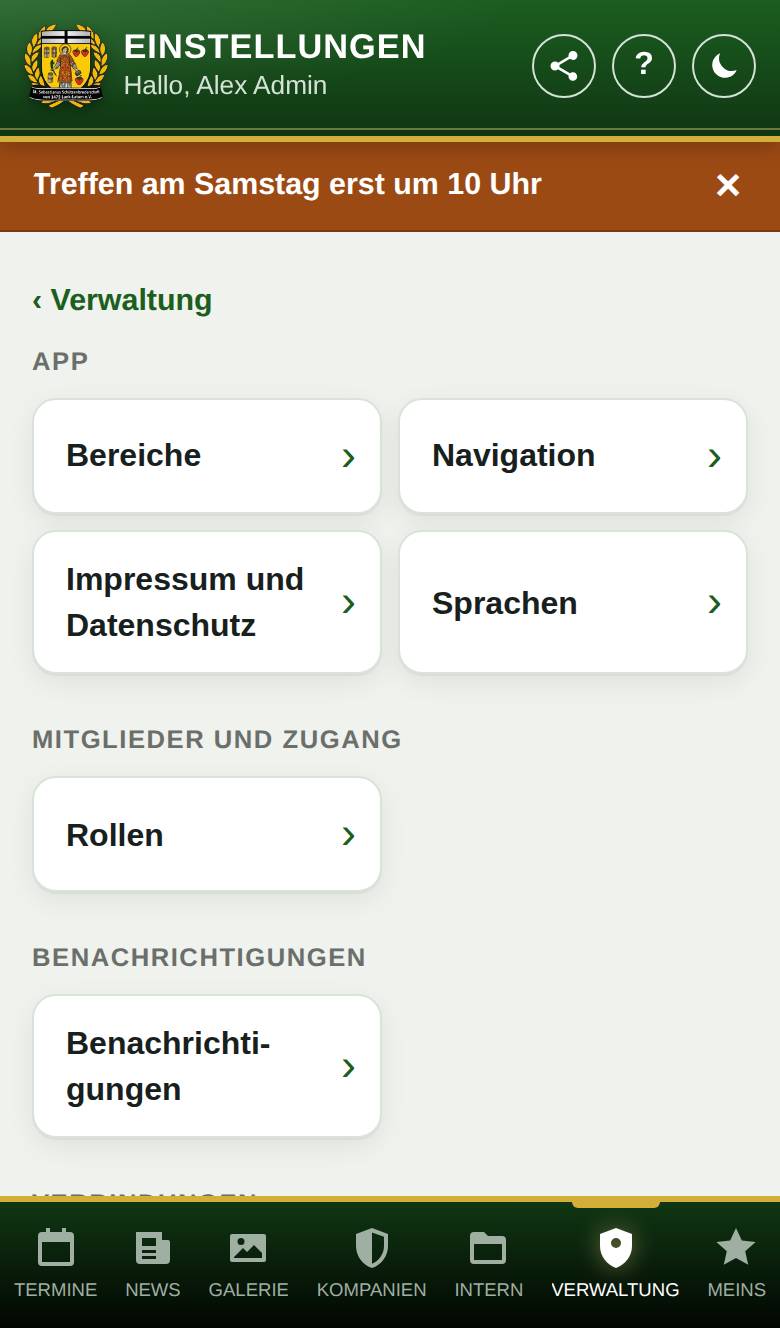 EINSTELLUNGEN
Hallo, Alex Admin
?
Treffen am Samstag erst um 10 Uhr
×
‹ Verwaltung
APP
Bereiche ›
Navigation ›
Impressum und
Datenschutz ›
Sprachen ›
MITGLIEDER UND ZUGANG
Rollen ›
BENACHRICHTIGUNGEN
Benachrichti-
gungen ›
VERBINDUNGEN
TERMINE
NEWS
GALERIE
KOMPANIEN
INTERN
VERWALTUNG
MEINS